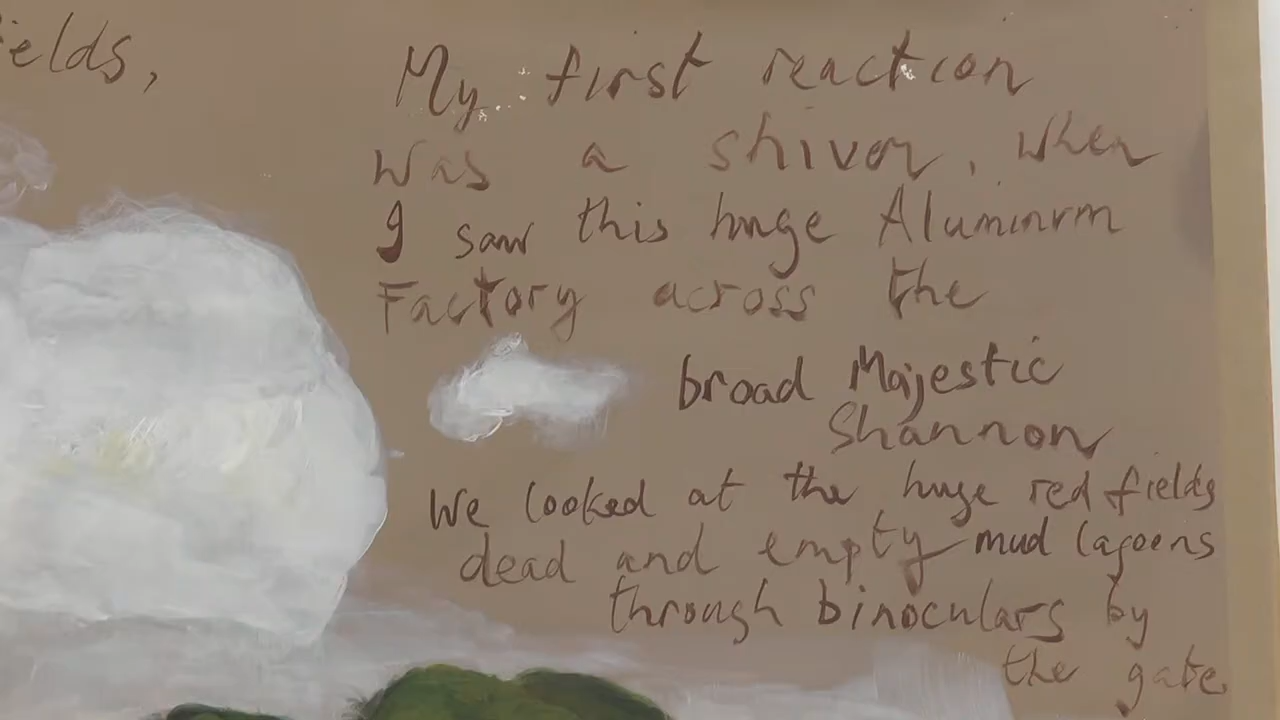 ields,
My first reaction
was a shiver, when
I saw this huge Aluminum
Factory across the
broad Majestic
Shannon
We looked at the huge red fields
dead and empty mud lagoons
through binoculars by
the gate